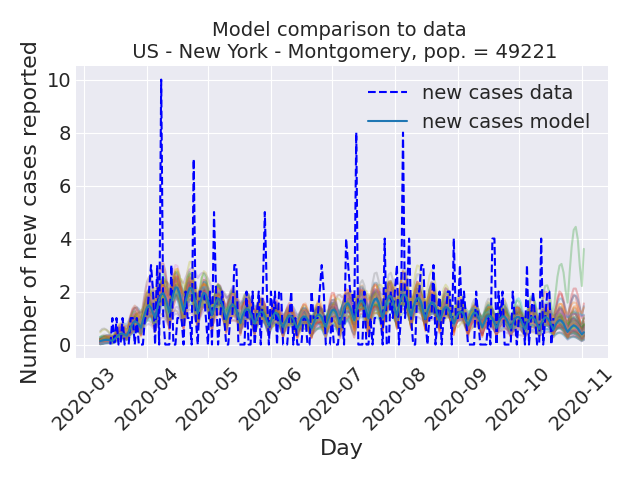 Model comparison to data
US - New York - Montgomery, pop. = 49221
Number of new cases reported
10
8
6
4
2
0
new cases data
new cases model
2020-03
2020-04
2020-05
2020-06
2020-07
2020-08
2020-09
2020-10
2020-11
Day